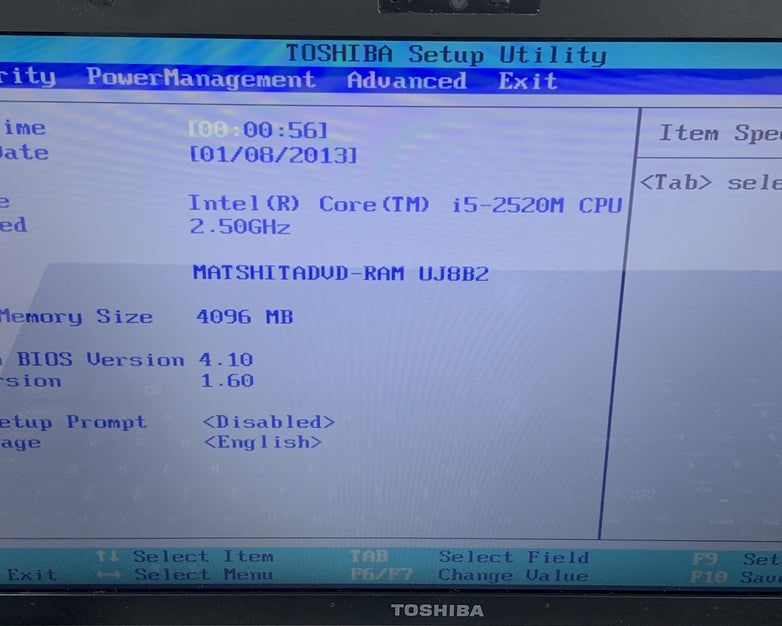 TOSHIBA Setup Utility
rity PowerManagement Advanced Exit
ime [00:00:56]
Date [01/08/2013]
Item Spe
<Tab> sele
e Intel(R) Core(TM) i5-2520M CPU
ed 2.50GHz
MATSHITADVD-RAM UJ8B2
Memory Size 4096 MB
BIOS Version 4.10
rsion 1.60
etup Prompt <Disabled>
age <English>
↑↓ Select Item TAB Select Field F9 Set
Exit ↔ Select Menu F6/F7 Change Value F10 Sav
TOSHIBA